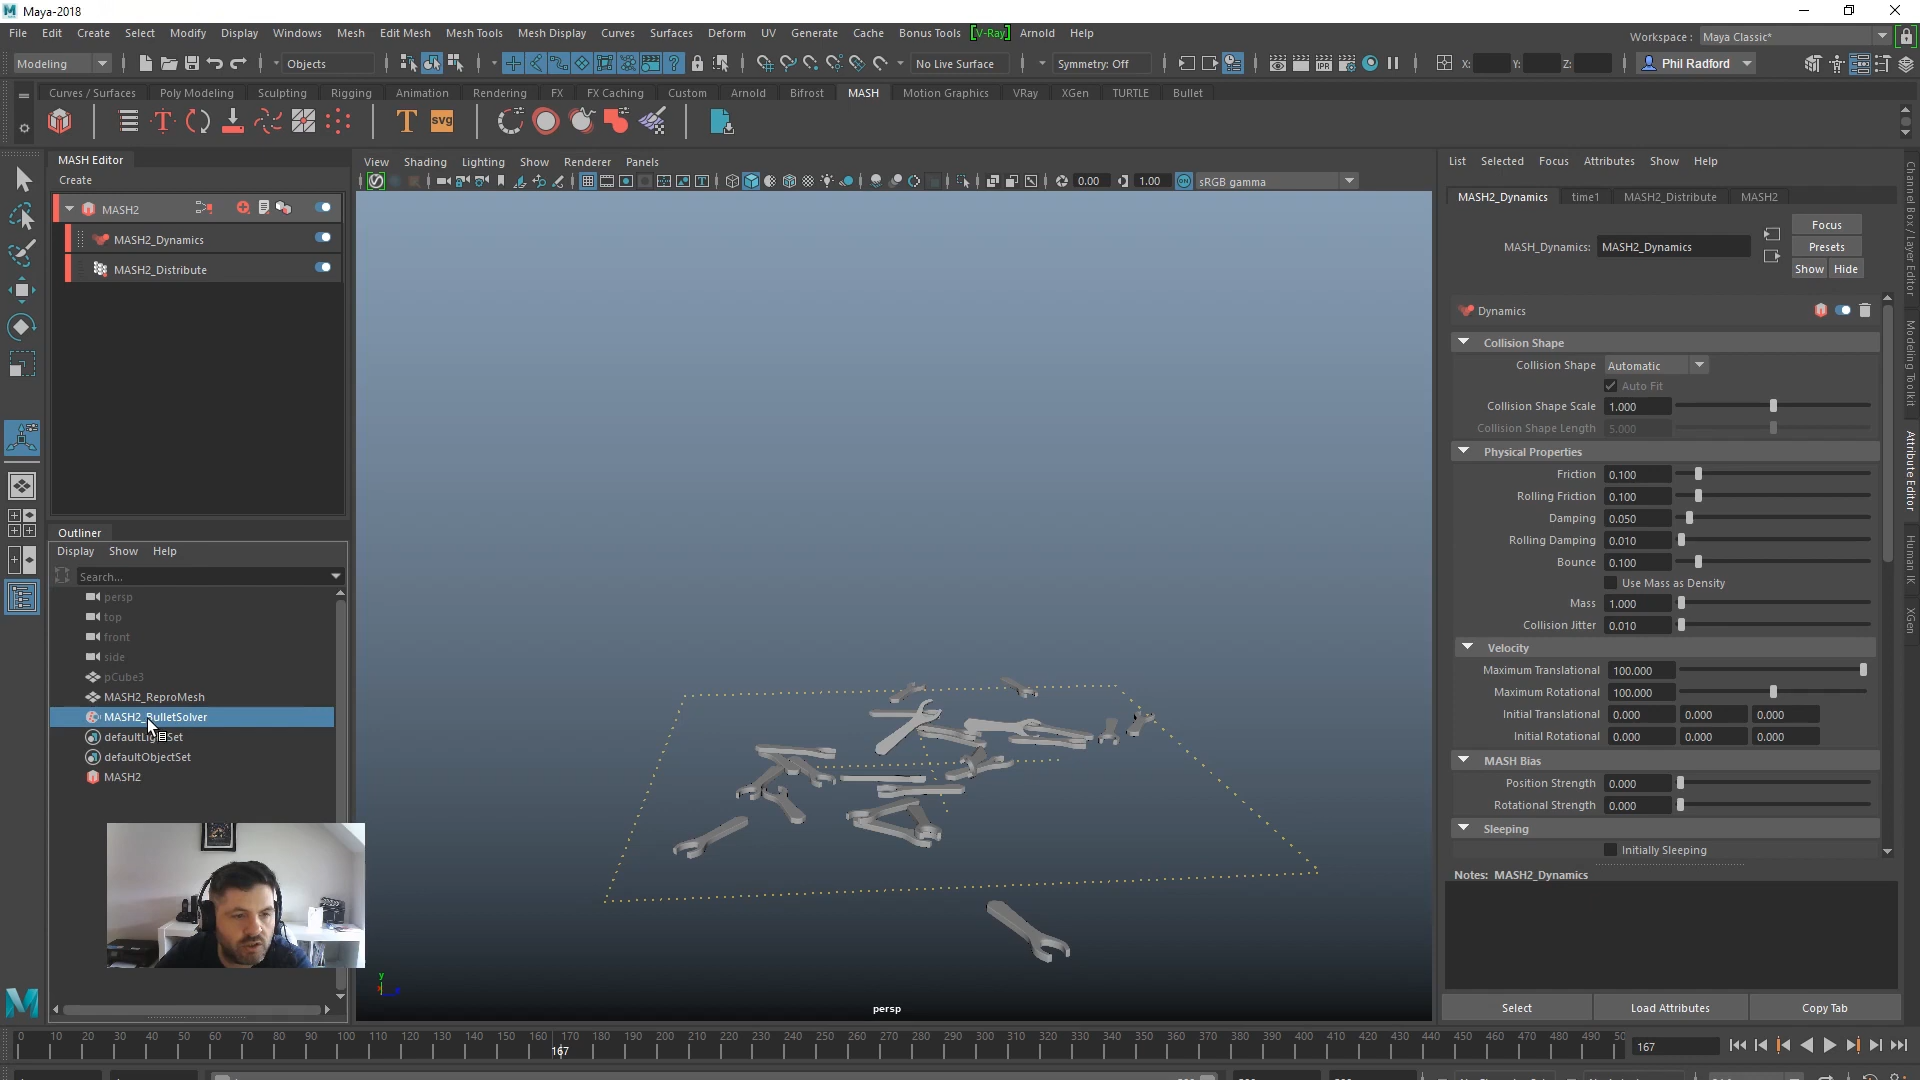 Maya-2018
File Edit Create Select Modify Display Windows Mesh Edit Mesh Mesh Tools Mesh Display Curves Surfaces Deform UV Generate Cache Bonus Tools [V-Ray] Arnold Help
Workspace : Maya Classic*
Modeling Objects No Live Surface Symmetry: Off X: Y: Z: Phil Radford
Curves / Surfaces Poly Modeling Sculpting Rigging Animation Rendering FX FX Caching Custom Arnold Bifrost MASH Motion Graphics VRay XGen TURTLE Bullet
T T SVG
MASH Editor
Create
MASH2
MASH2_Dynamics
MASH2_Distribute
Outliner
Display Show Help
Search...
persp
top
front
side
pCube3
MASH2_ReproMesh
MASH2_BulletSolver
defaultLightSet
defaultObjectSet
MASH2
View Shading Lighting Show Renderer Panels
0.00 1.00 sRGB gamma
y
persp
List Selected Focus Attributes Show Help
MASH2_Dynamics time1 MASH2_Distribute MASH2
MASH_Dynamics: MASH2_Dynamics
Focus
Presets
Show Hide
Dynamics
Collision Shape
Collision Shape Automatic
Auto Fit
Collision Shape Scale 1.000
Collision Shape Length 5.000
Physical Properties
Friction 0.100
Rolling Friction 0.100
Damping 0.050
Rolling Damping 0.010
Bounce 0.100
Use Mass as Density
Mass 1.000
Collision Jitter 0.010
Velocity
Maximum Translational 100.000
Maximum Rotational 100.000
Initial Translational 0.000 0.000 0.000
Initial Rotational 0.000 0.000 0.000
MASH Bias
Position Strength 0.000
Rotational Strength 0.000
Sleeping
Initially Sleeping
Notes: MASH2_Dynamics
Select Load Attributes Copy Tab
Channel Box / Layer Editor
Modeling Toolkit
Attribute Editor
Human IK
XGen
0 10 20 30 40 50 60 70 80 90 100 110 120 130 140 150 160 170 180 190 200 210 220 230 240 250 260 270 280 290 300 310 320 330 340 350 360 370 380 390 400 410 420 430 440 450 460 470 480 490
167
167